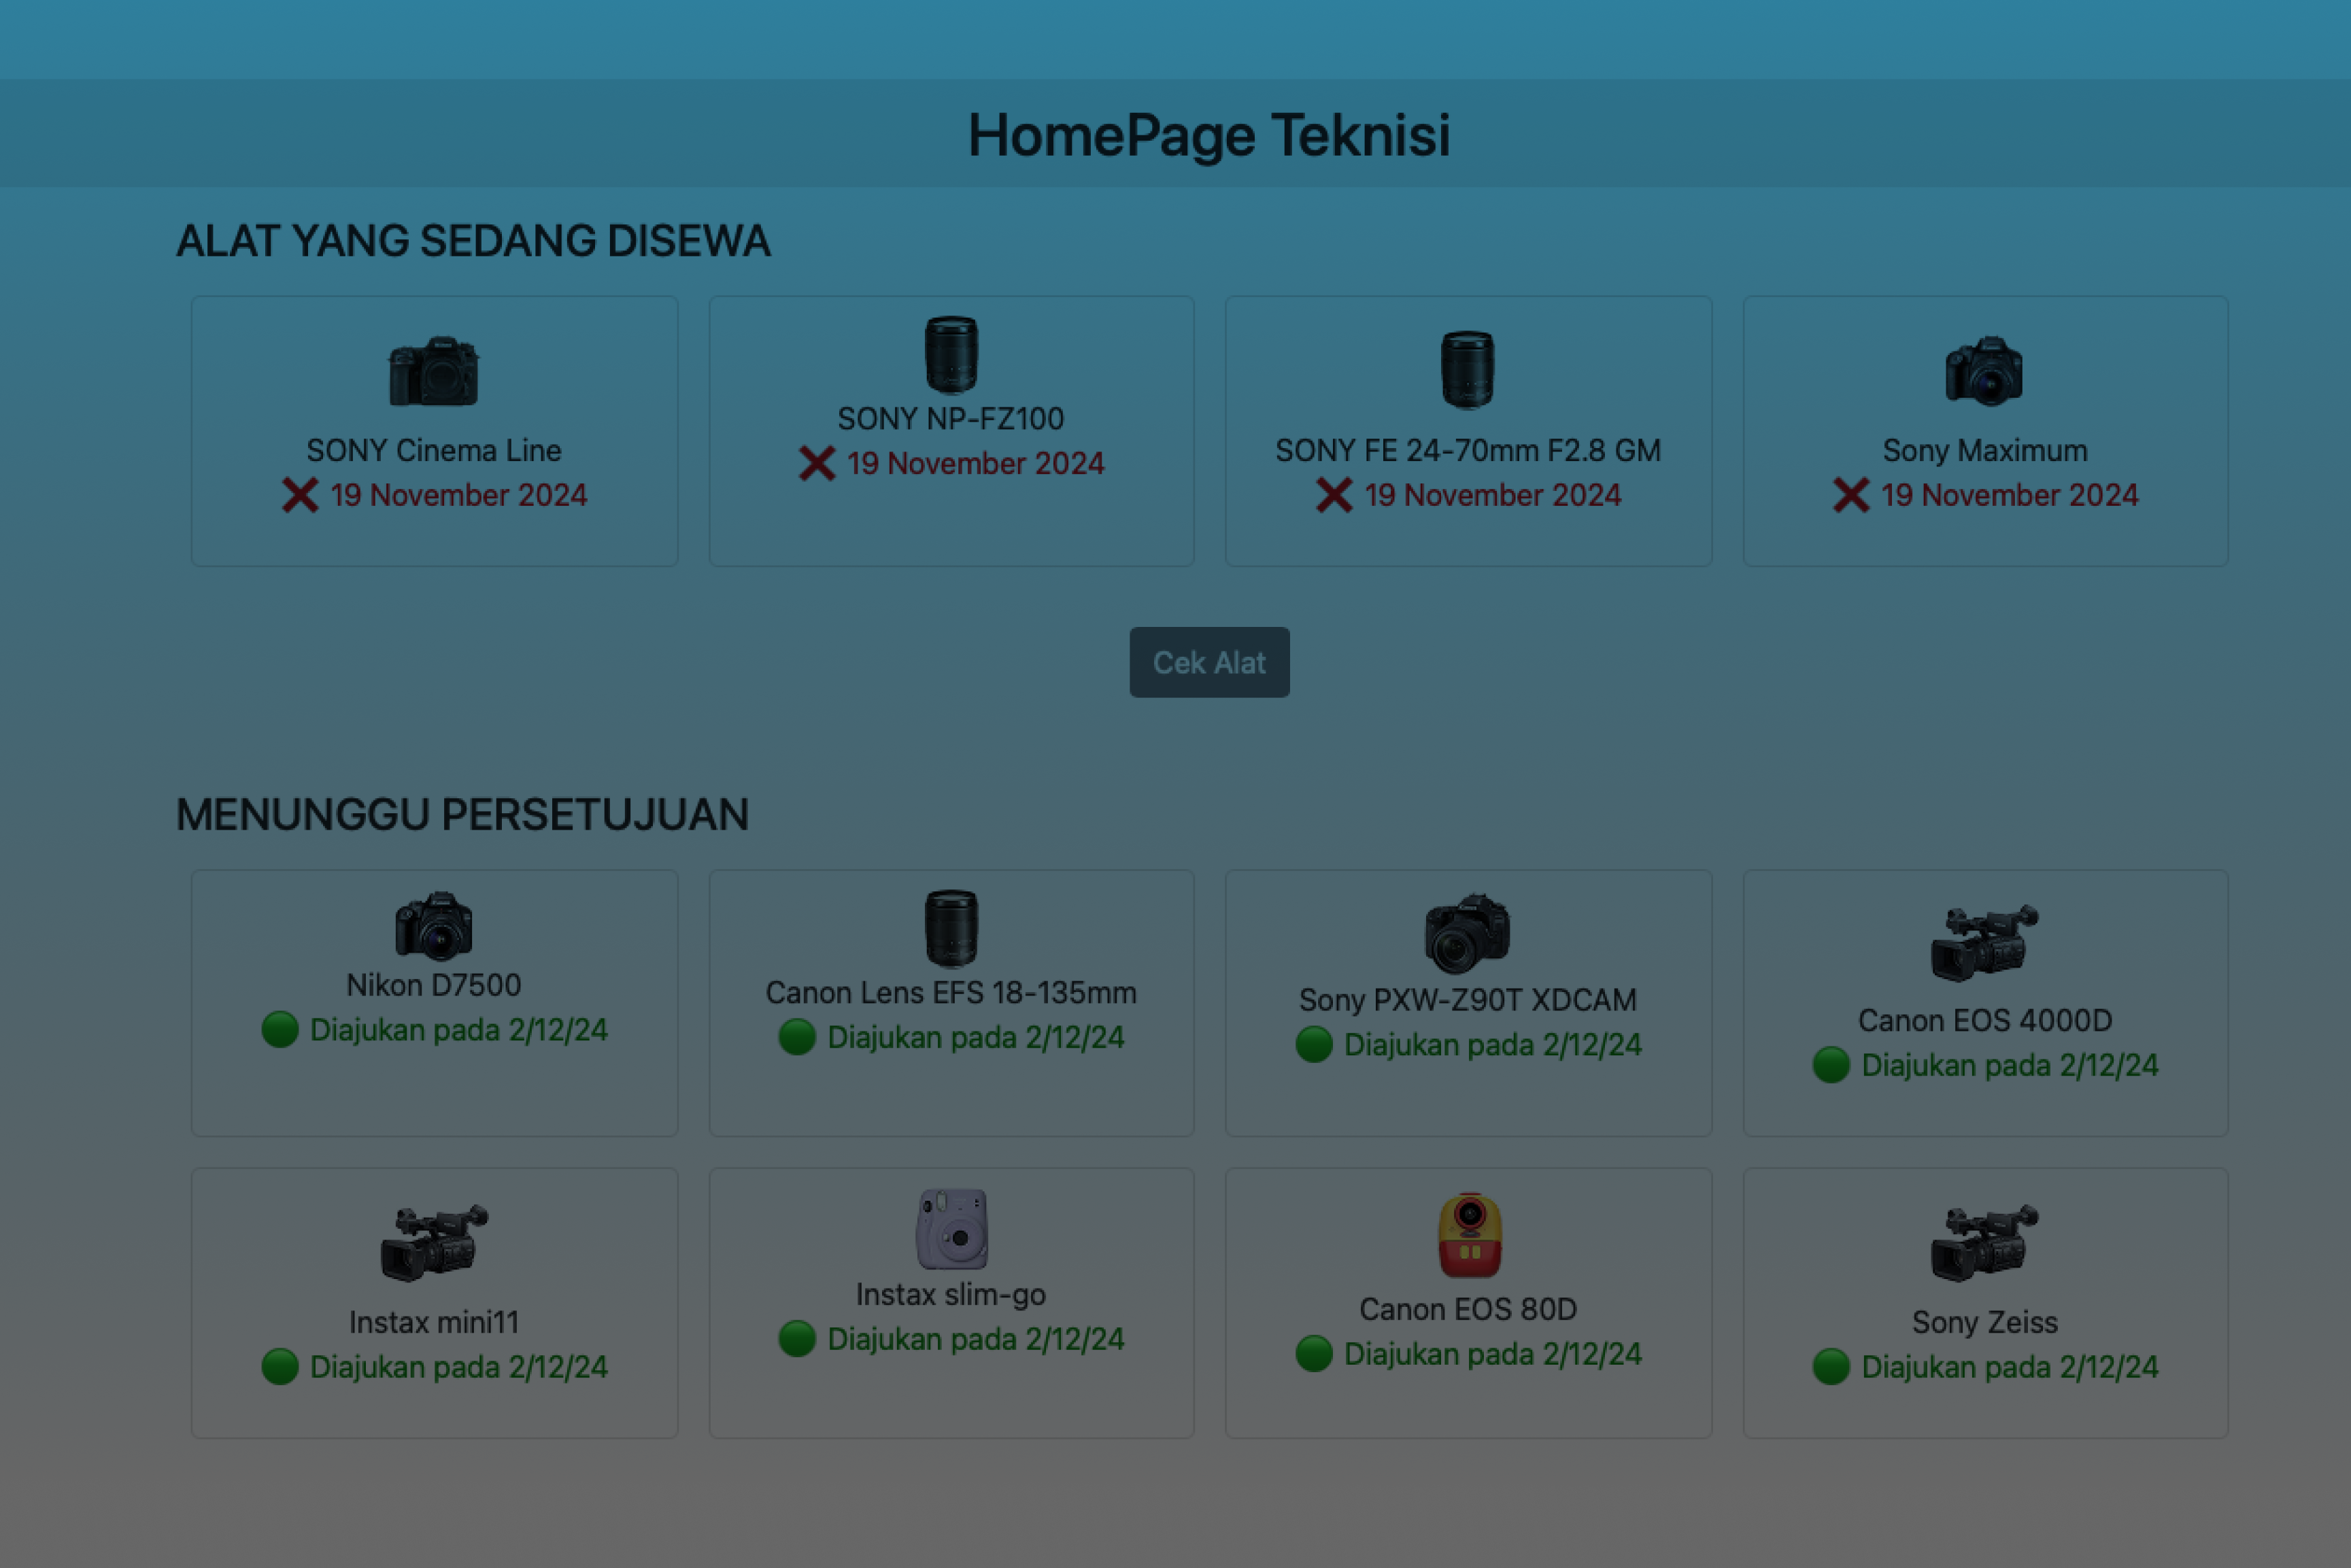 HomePage Teknisi
ALAT YANG SEDANG DISEWA
SONY Cinema Line
❌ 19 November 2024
SONY NP-FZ100
❌ 19 November 2024
SONY FE 24-70mm F2.8 GM
❌ 19 November 2024
Sony Maximum
❌ 19 November 2024
Cek Alat
MENUNGGU PERSETUJUAN
Nikon D7500
🟢 Diajukan pada 2/12/24
Canon Lens EFS 18-135mm
🟢 Diajukan pada 2/12/24
Sony PXW-Z90T XDCAM
🟢 Diajukan pada 2/12/24
Canon EOS 4000D
🟢 Diajukan pada 2/12/24
Instax mini11
🟢 Diajukan pada 2/12/24
Instax slim-go
🟢 Diajukan pada 2/12/24
Canon EOS 80D
🟢 Diajukan pada 2/12/24
Sony Zeiss
🟢 Diajukan pada 2/12/24